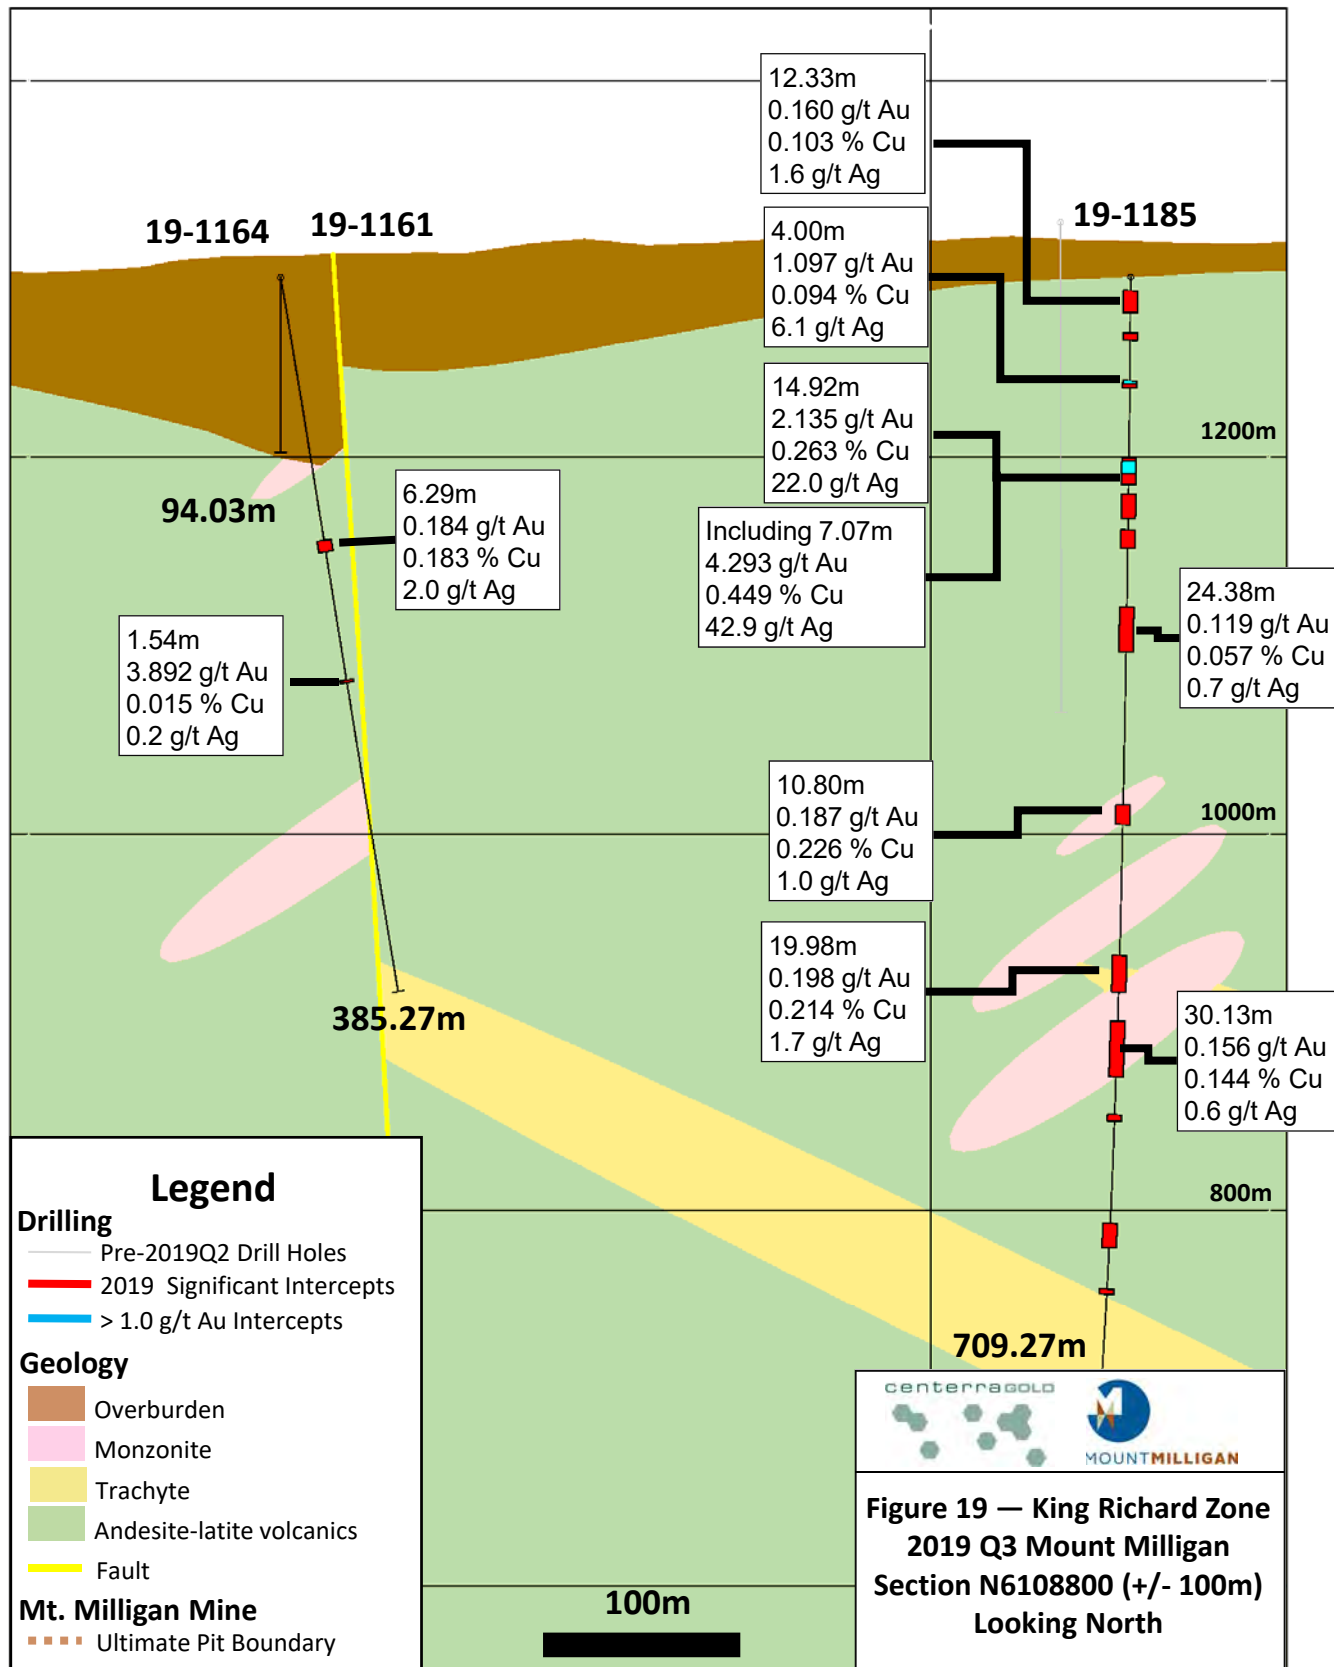 12.33m
0.160 g/t Au
0.103 % Cu
1.6 g/t Ag
19-1164
19-1161
19-1185
4.00m
1.097 g/t Au
0.094 % Cu
6.1 g/t Ag
14.92m
2.135 g/t Au
0.263 % Cu
22.0 g/t Ag
1200m
94.03m
6.29m
0.184 g/t Au
0.183 % Cu
2.0 g/t Ag
Including 7.07m
4.293 g/t Au
0.449 % Cu
42.9 g/t Ag
24.38m
0.119 g/t Au
0.057 % Cu
0.7 g/t Ag
1.54m
3.892 g/t Au
0.015 % Cu
0.2 g/t Ag
10.80m
0.187 g/t Au
0.226 % Cu
1.0 g/t Ag
1000m
19.98m
0.198 g/t Au
0.214 % Cu
1.7 g/t Ag
385.27m
30.13m
0.156 g/t Au
0.144 % Cu
0.6 g/t Ag
800m
709.27m
Legend
Drilling
Pre-2019Q2 Drill Holes
2019 Significant Intercepts
> 1.0 g/t Au Intercepts
Geology
Overburden
Monzonite
Trachyte
Andesite-latite volcanics
Fault
Mt. Milligan Mine
Ultimate Pit Boundary
100m
centerraGOLD
MOUNTMILLIGAN
Figure 19 — King Richard Zone
2019 Q3 Mount Milligan
Section N6108800 (+/- 100m)
Looking North